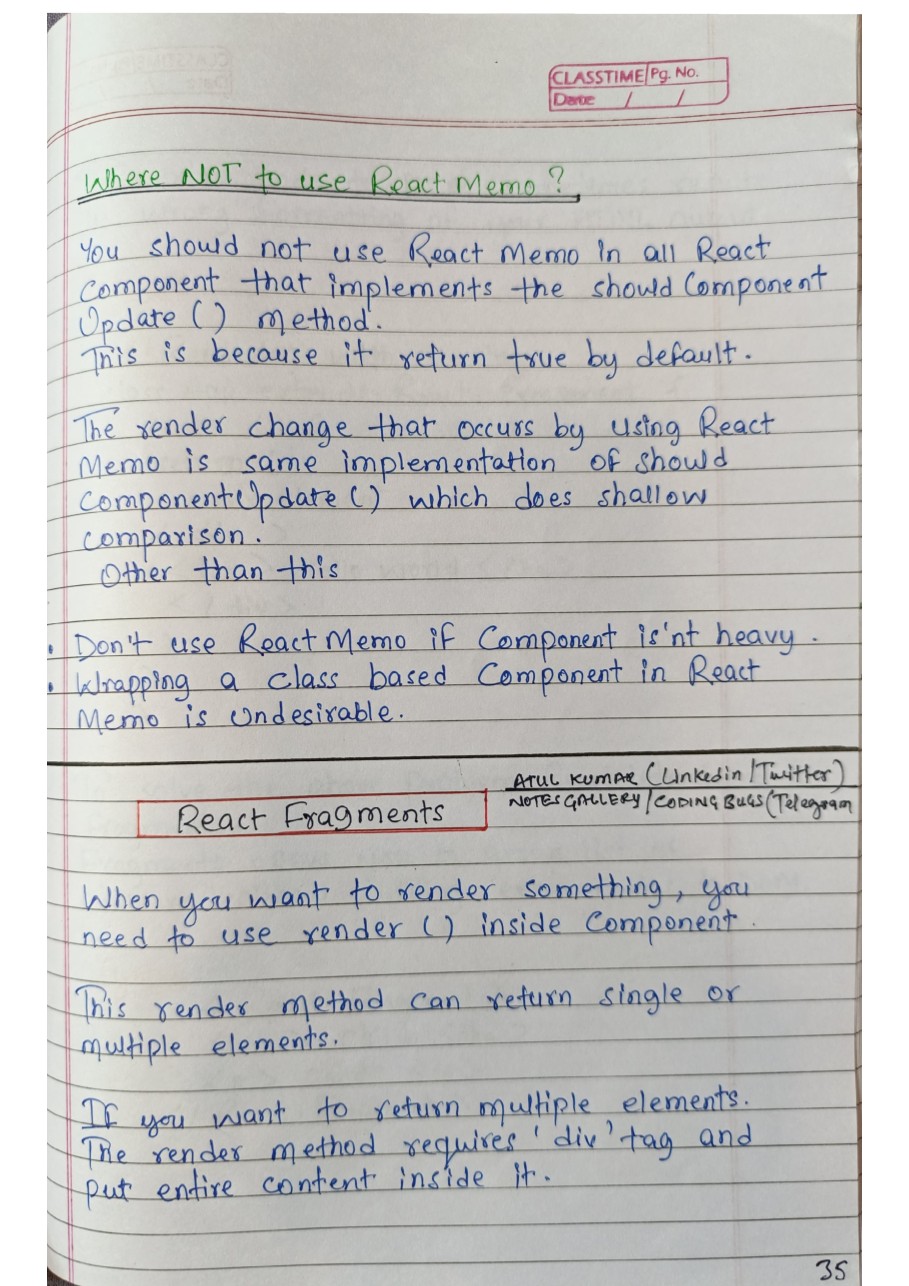 CLASSTIME Pg. No.
Date / /
Where NOT to use React Memo ?
You should not use React Memo in all React
Component that implements the should Component
Update () method.
This is because it return true by default.
The render change that occurs by using React
Memo is same implementation of should
ComponentUpdate () which does shallow
comparison.
Other than this
• Don't use React Memo if Component is'nt heavy.
• Wrapping a class based Component in React
Memo is undesirable.
ATUL KUMAR (Linkedin/Twitter)
NOTES GALLERY/CODING BUGS (Telegram
React Fragments
When you want to render something, you
need to use render () inside Component.
This render method can return single or
multiple elements.
If you want to return multiple elements.
The render method requires 'div' tag and
put entire content inside it.
35